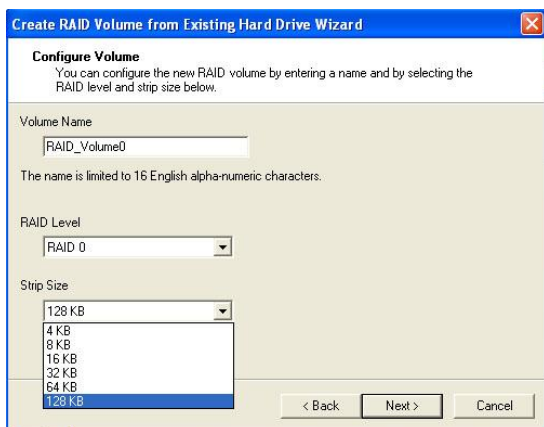 Create RAID Volume from Existing Hard Drive Wizard
Configure Volume
You can configure the new RAID volume by entering a name and by selecting the
RAID level and strip size below.
Volume Name
RAID_Volume0
The name is limited to 16 English alpha-numeric characters.
RAID Level
RAID 0
Strip Size
128 KB
4 KB
8 KB
16 KB
32 KB
64 KB
128 KB
< Back
Next >
Cancel